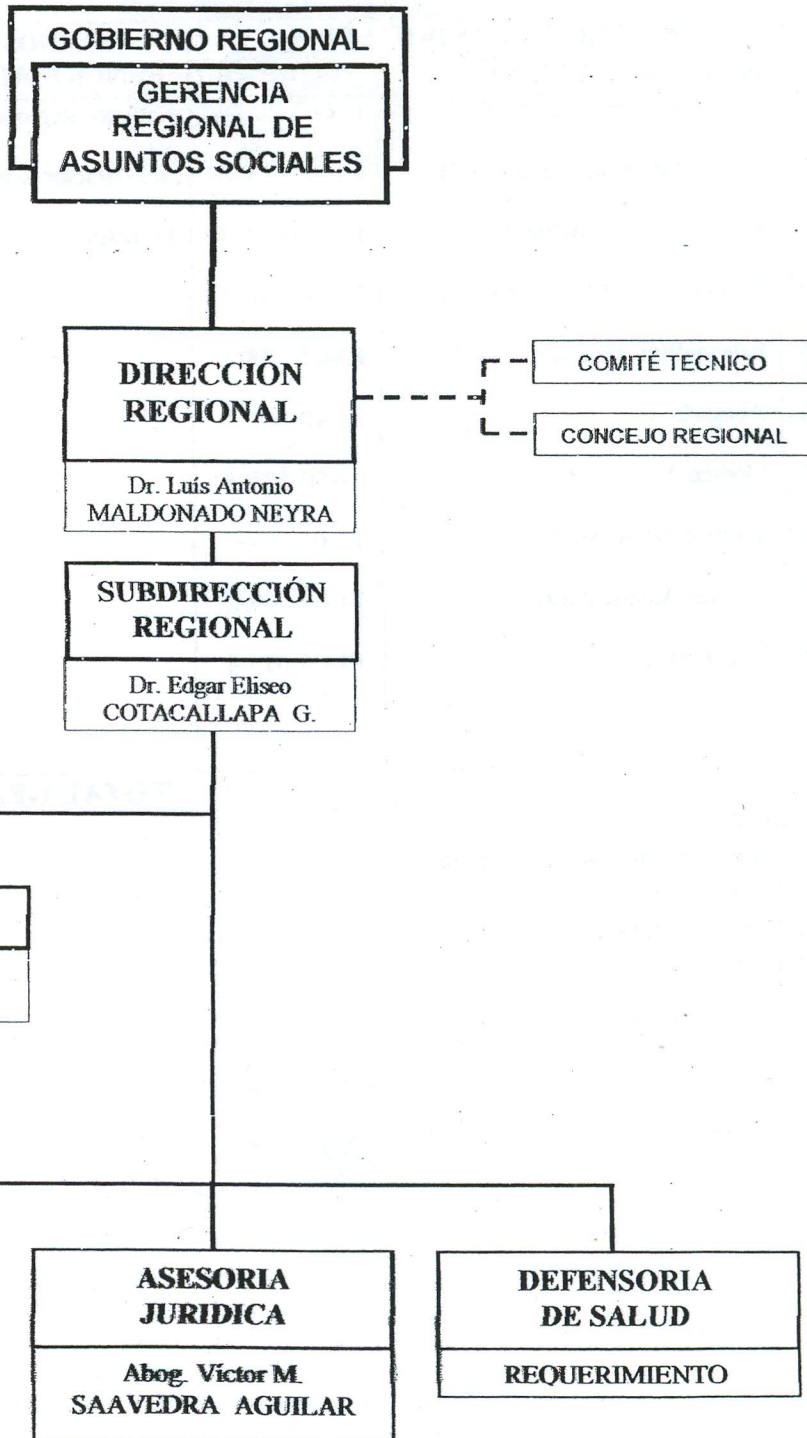 GOBIERNO REGIONAL
GERENCIA
REGIONAL DE
ASUNTOS SOCIALES
DIRECCIÓN
REGIONAL
Dr. Luís Antonio
MALDONADO NEYRA
COMITÉ TECNICO
CONCEJO REGIONAL
SUBDIRECCIÓN
REGIONAL
Dr. Edgar Eliseo
COTACALLAPA G.
ASESORIA
JURIDICA
Abog. Víctor M.
SAAVEDRA AGUILAR
DEFENSORIA
DE SALUD
REQUERIMIENTO